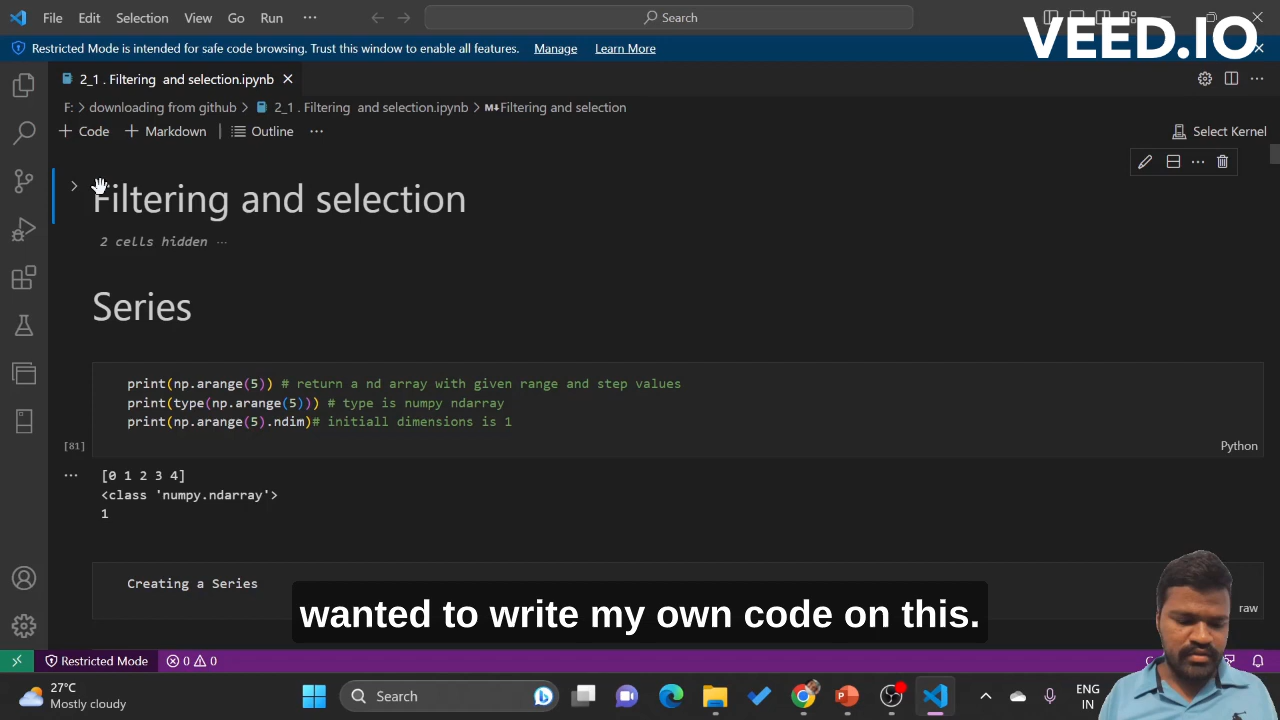 File Edit Selection View Go Run ··· Search
VEED.IO
Restricted Mode is intended for safe code browsing. Trust this window to enable all features. Manage Learn More
2_1 . Filtering and selection.ipynb
F: > downloading from github > 2_1 . Filtering and selection.ipynb > M↓Filtering and selection
+ Code + Markdown Outline ··· Select Kernel
Filtering and selection
2 cells hidden ···
Series
print(np.arange(5)) # return a nd array with given range and step values
print(type(np.arange(5))) # type is numpy ndarray
print(np.arange(5).ndim)# initiall dimensions is 1
[81] Python
[0 1 2 3 4]
<class 'numpy.ndarray'>
1
Creating a Series
raw
wanted to write my own code on this.
Restricted Mode 0 0
27°C
Mostly cloudy
Search
ENG
IN